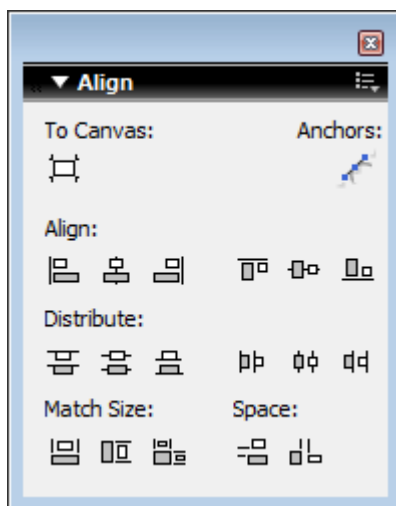 Align
To Canvas: Anchors:
Align:
Distribute:
Match Size: Space: